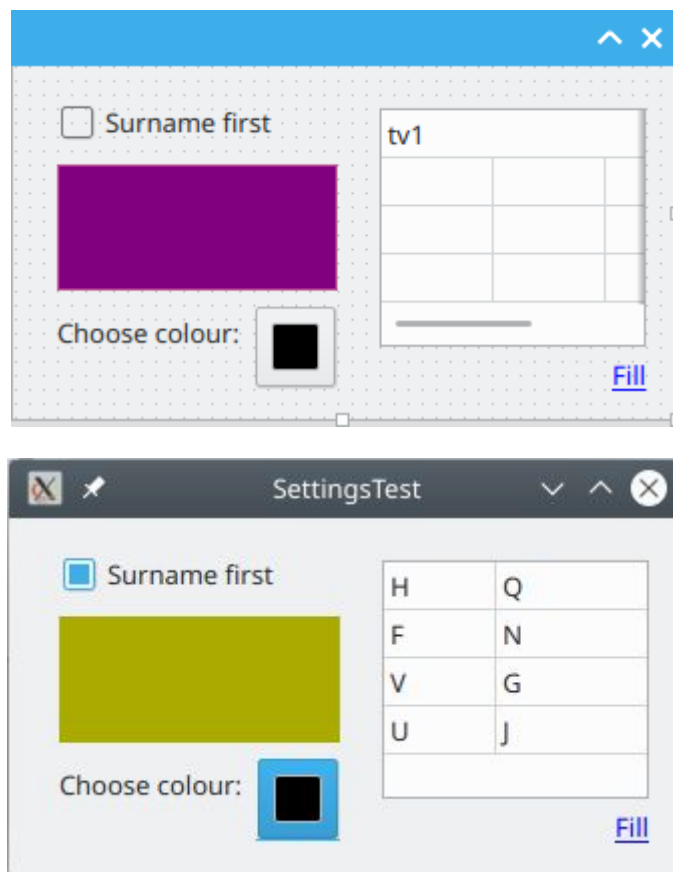 Surname first
tv1
Choose colour:
Fill
SettingsTest
Surname first
H Q
F N
V G
U J
Choose colour:
Fill